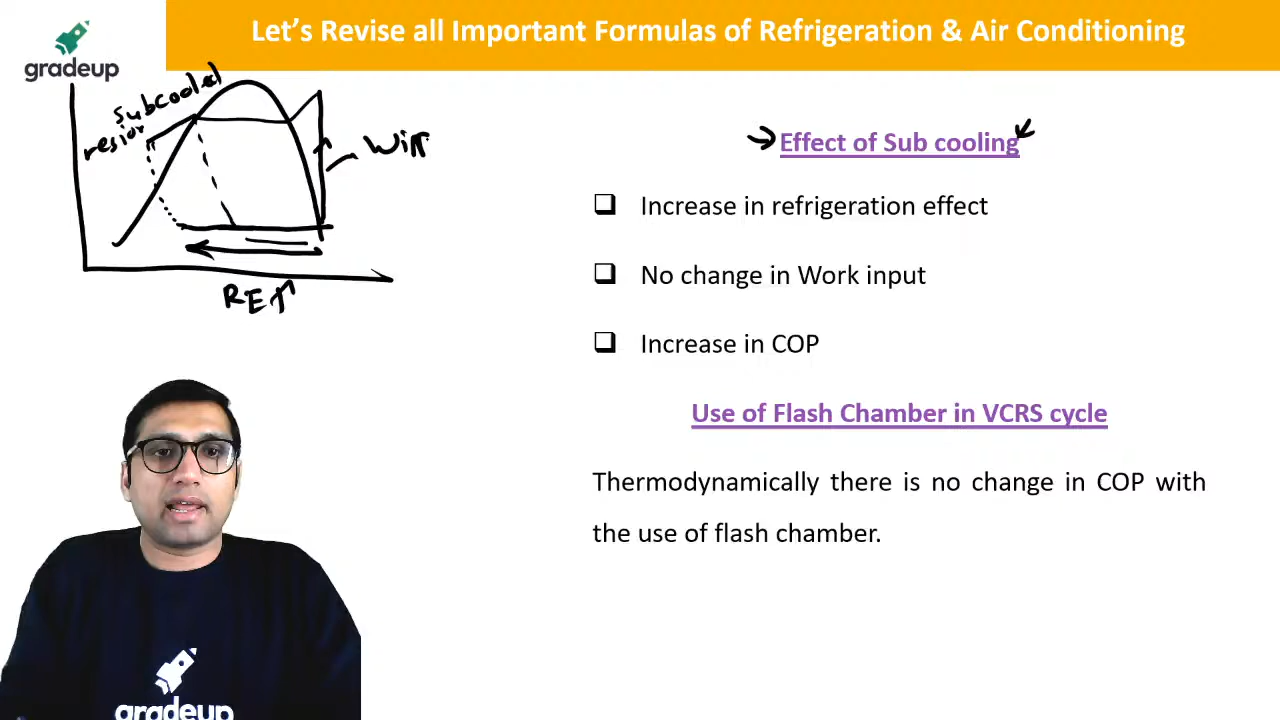 Let's Revise all Important Formulas of Refrigeration & Air Conditioning
gradeup
subcooled
region
Win
RE↑
→ Effect of Sub cooling
❑ Increase in refrigeration effect
❑ No change in Work input
❑ Increase in COP
Use of Flash Chamber in VCRS cycle
Thermodynamically there is no change in COP with
the use of flash chamber.
gradeup